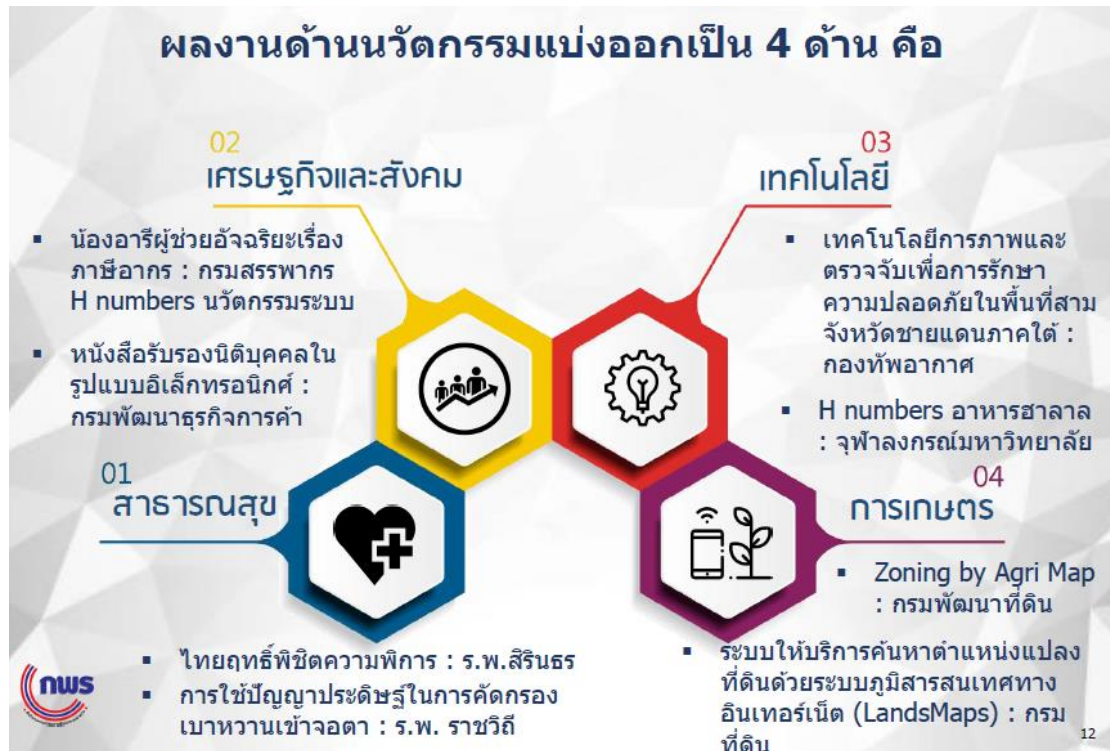 ผลงานด้านนวัตกรรมแบ่งออกเป็น 4 ด้าน คือ
02
เศรษฐกิจและสังคม
▪ น้องอารีผู้ช่วยอัจฉริยะเรื่อง
ภาษีอากร : กรมสรรพากร
H numbers นวัตกรรมระบบ
▪ หนังสือรับรองนิติบุคคลใน
รูปแบบอิเล็กทรอนิกศ์ :
กรมพัฒนาธุรกิจการค้า
03
เทคโนโลยี
▪ เทคโนโลยีการภาพและ
ตรวจจับเพื่อการรักษา
ความปลอดภัยในพื้นที่สาม
จังหวัดชายแดนภาคใต้ :
กองทัพอากาศ
▪ H numbers อาหารฮาลาล
: จุฬาลงกรณ์มหาวิทยาลัย
01
สาธารณสุข
▪ ไทยฤทธิ์พิชิตความพิการ : ร.พ.สิรินธร
▪ การใช้ปัญญาประดิษฐ์ในการคัดกรอง
เบาหวานเข้าจอตา : ร.พ. ราชวิถี
04
การเกษตร
▪ Zoning by Agri Map
: กรมพัฒนาที่ดิน
▪ ระบบให้บริการค้นหาตำแหน่งแปลง
ที่ดินด้วยระบบภูมิสารสนเทศทาง
อินเทอร์เน็ต (LandsMaps) : กรม
ที่ดิน
กพร
12